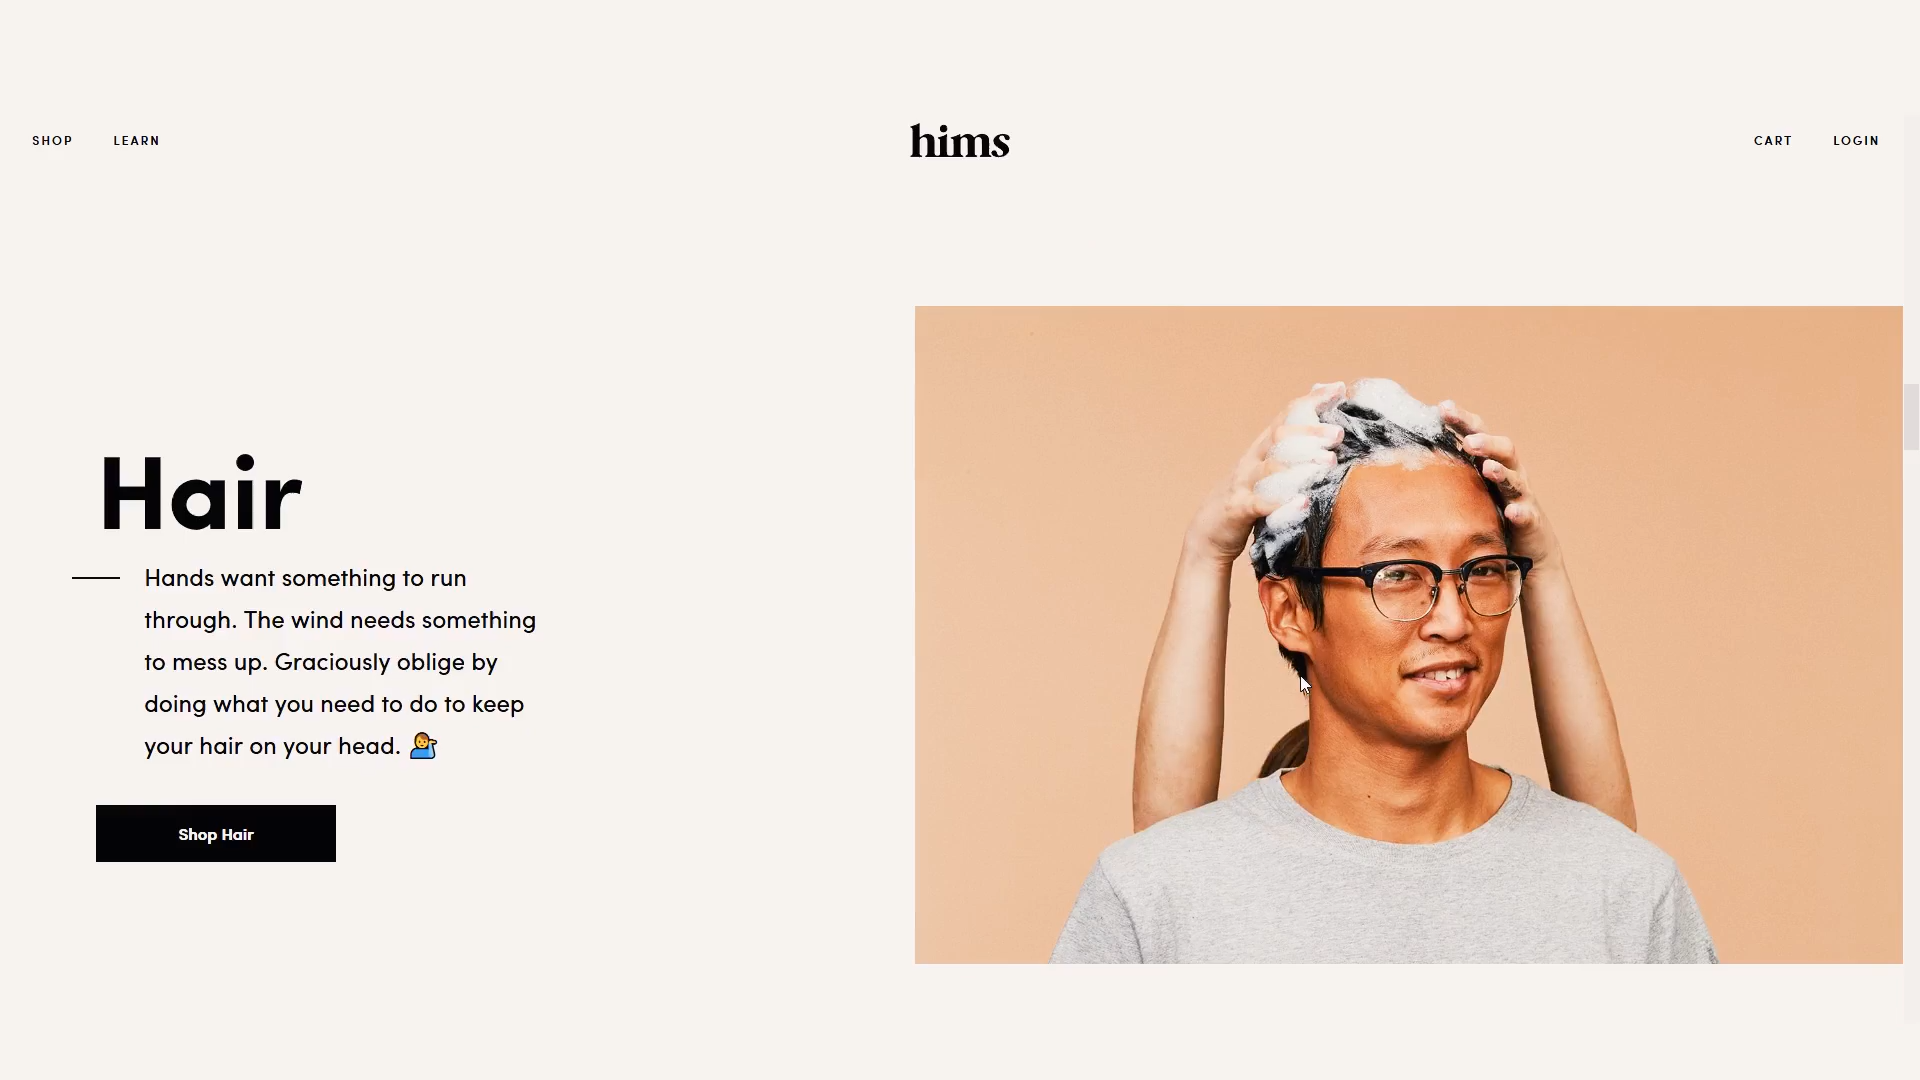 SHOP LEARN hims CART LOGIN
Hair
Hands want something to run
through. The wind needs something
to mess up. Graciously oblige by
doing what you need to do to keep
your hair on your head. 💁‍♂️
Shop Hair